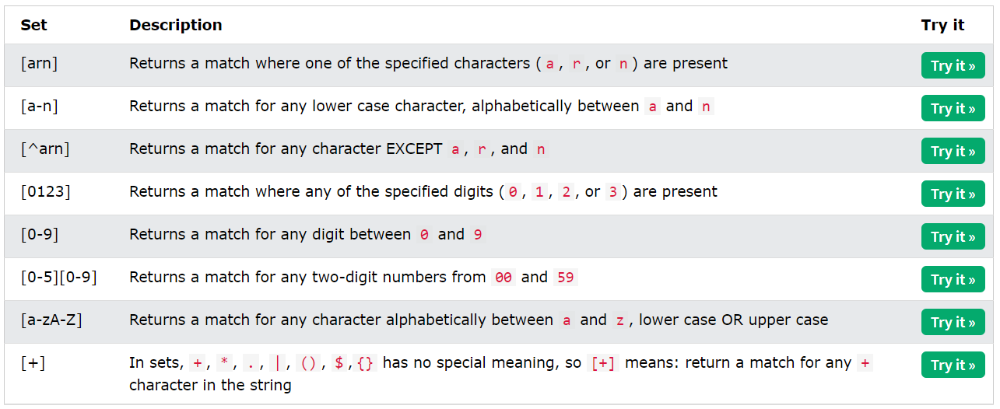 Set Description Try it
[arn] Returns a match where one of the specified characters (a, r, or n) are present Try it »
[a-n] Returns a match for any lower case character, alphabetically between a and n Try it »
[^arn] Returns a match for any character EXCEPT a, r, and n Try it »
[0123] Returns a match where any of the specified digits (0, 1, 2, or 3) are present Try it »
[0-9] Returns a match for any digit between 0 and 9 Try it »
[0-5][0-9] Returns a match for any two-digit numbers from 00 and 59 Try it »
[a-zA-Z] Returns a match for any character alphabetically between a and z, lower case OR upper case Try it »
[+] In sets, +, *, ., |, (), $,{} has no special meaning, so [+] means: return a match for any + Try it »
character in the string